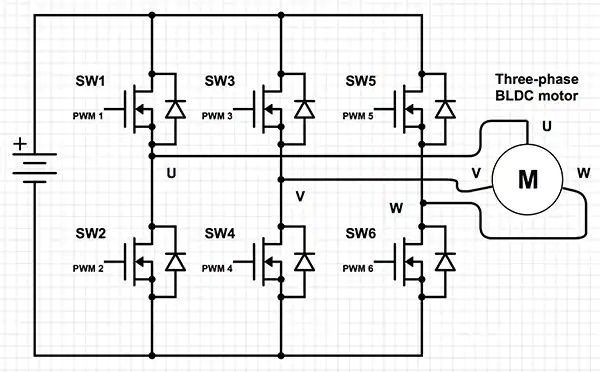 SW1
SW3
SW5
Three-phase
BLDC motor
PWM 1
PWM 3
PWM 5
U
U
V
M
W
V
W
SW2
SW4
SW6
PWM 2
PWM 4
PWM 6
+